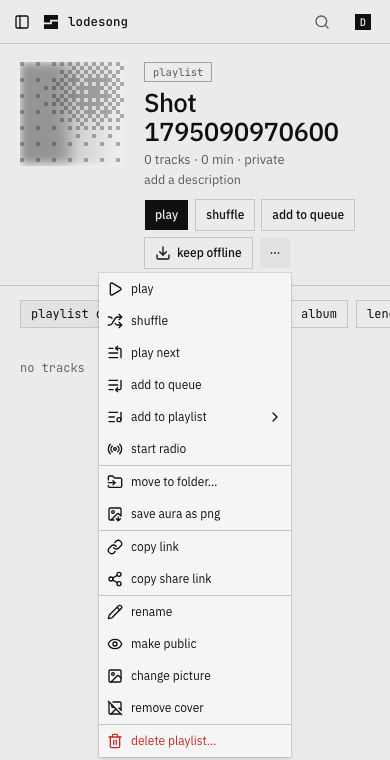 lodesong
D
playlist
Shot
1795090970600
0 tracks · 0 min · private
add a description
play
shuffle
add to queue
keep offline
...
playlist
album
no tracks
play
shuffle
play next
add to queue
add to playlist
start radio
move to folder...
save aura as png
copy link
copy share link
rename
make public
change picture
remove cover
delete playlist...